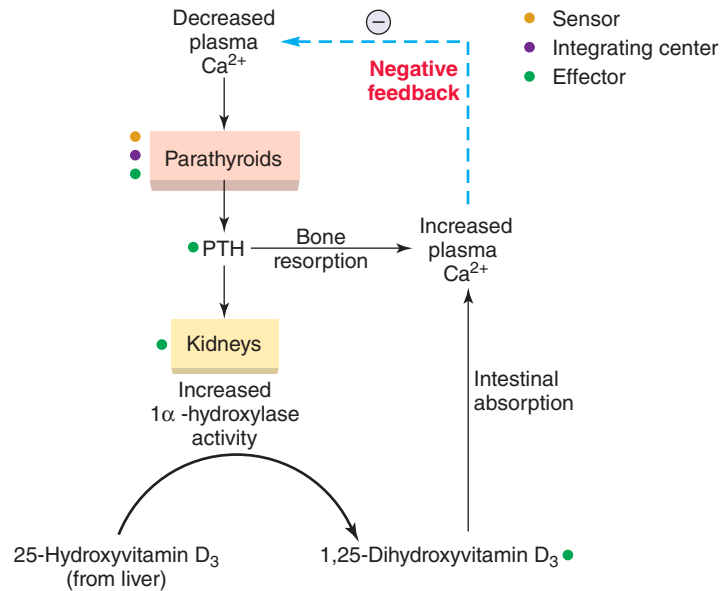 Decreased
plasma
Ca²⁺
−
Negative
feedback
Sensor
Integrating center
Effector
Parathyroids
PTH
Bone
resorption
Increased
plasma
Ca²⁺
Kidneys
Increased
1α -hydroxylase
activity
Intestinal
absorption
25-Hydroxyvitamin D₃
(from liver)
1,25-Dihydroxyvitamin D₃